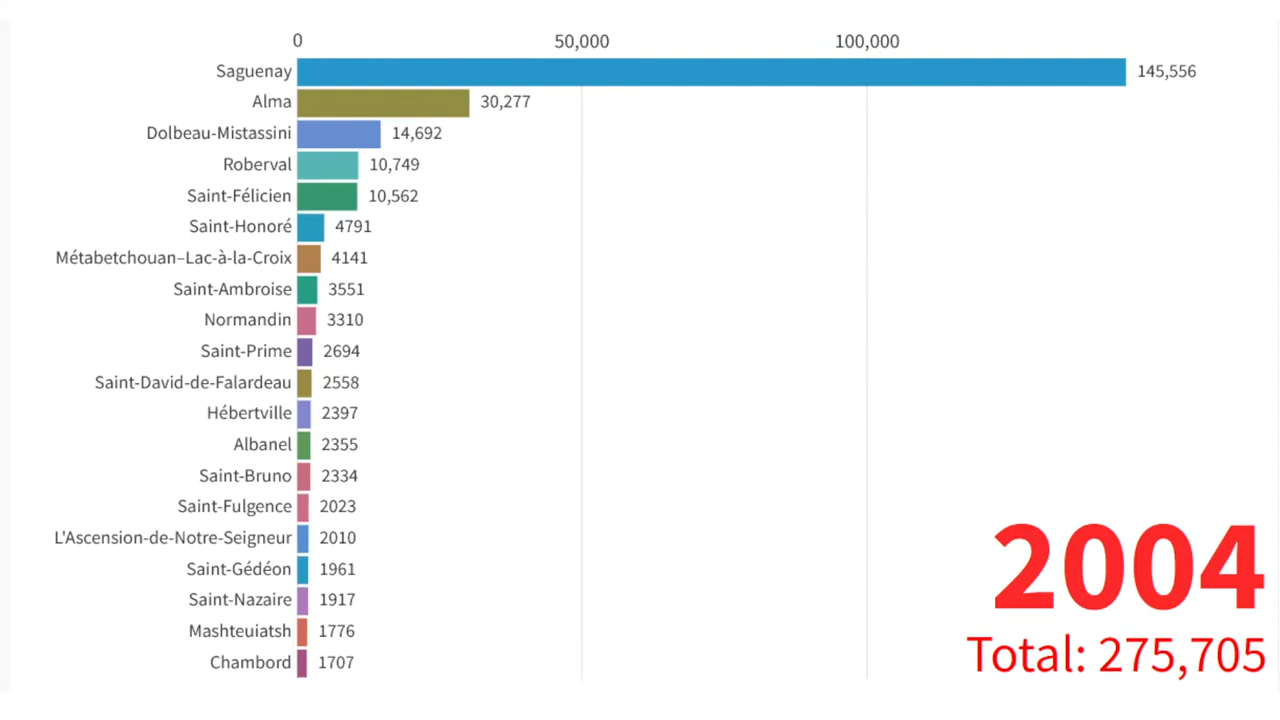 0 50,000 100,000
Saguenay 145,556
Alma 30,277
Dolbeau-Mistassini 14,692
Roberval 10,749
Saint-Félicien 10,562
Saint-Honoré 4791
Métabetchouan–Lac-à-la-Croix 4141
Saint-Ambroise 3551
Normandin 3310
Saint-Prime 2694
Saint-David-de-Falardeau 2558
Hébertville 2397
Albanel 2355
Saint-Bruno 2334
Saint-Fulgence 2023
L'Ascension-de-Notre-Seigneur 2010
Saint-Gédéon 1961
Saint-Nazaire 1917
Mashteuiatsh 1776
Chambord 1707
2004
Total: 275,705